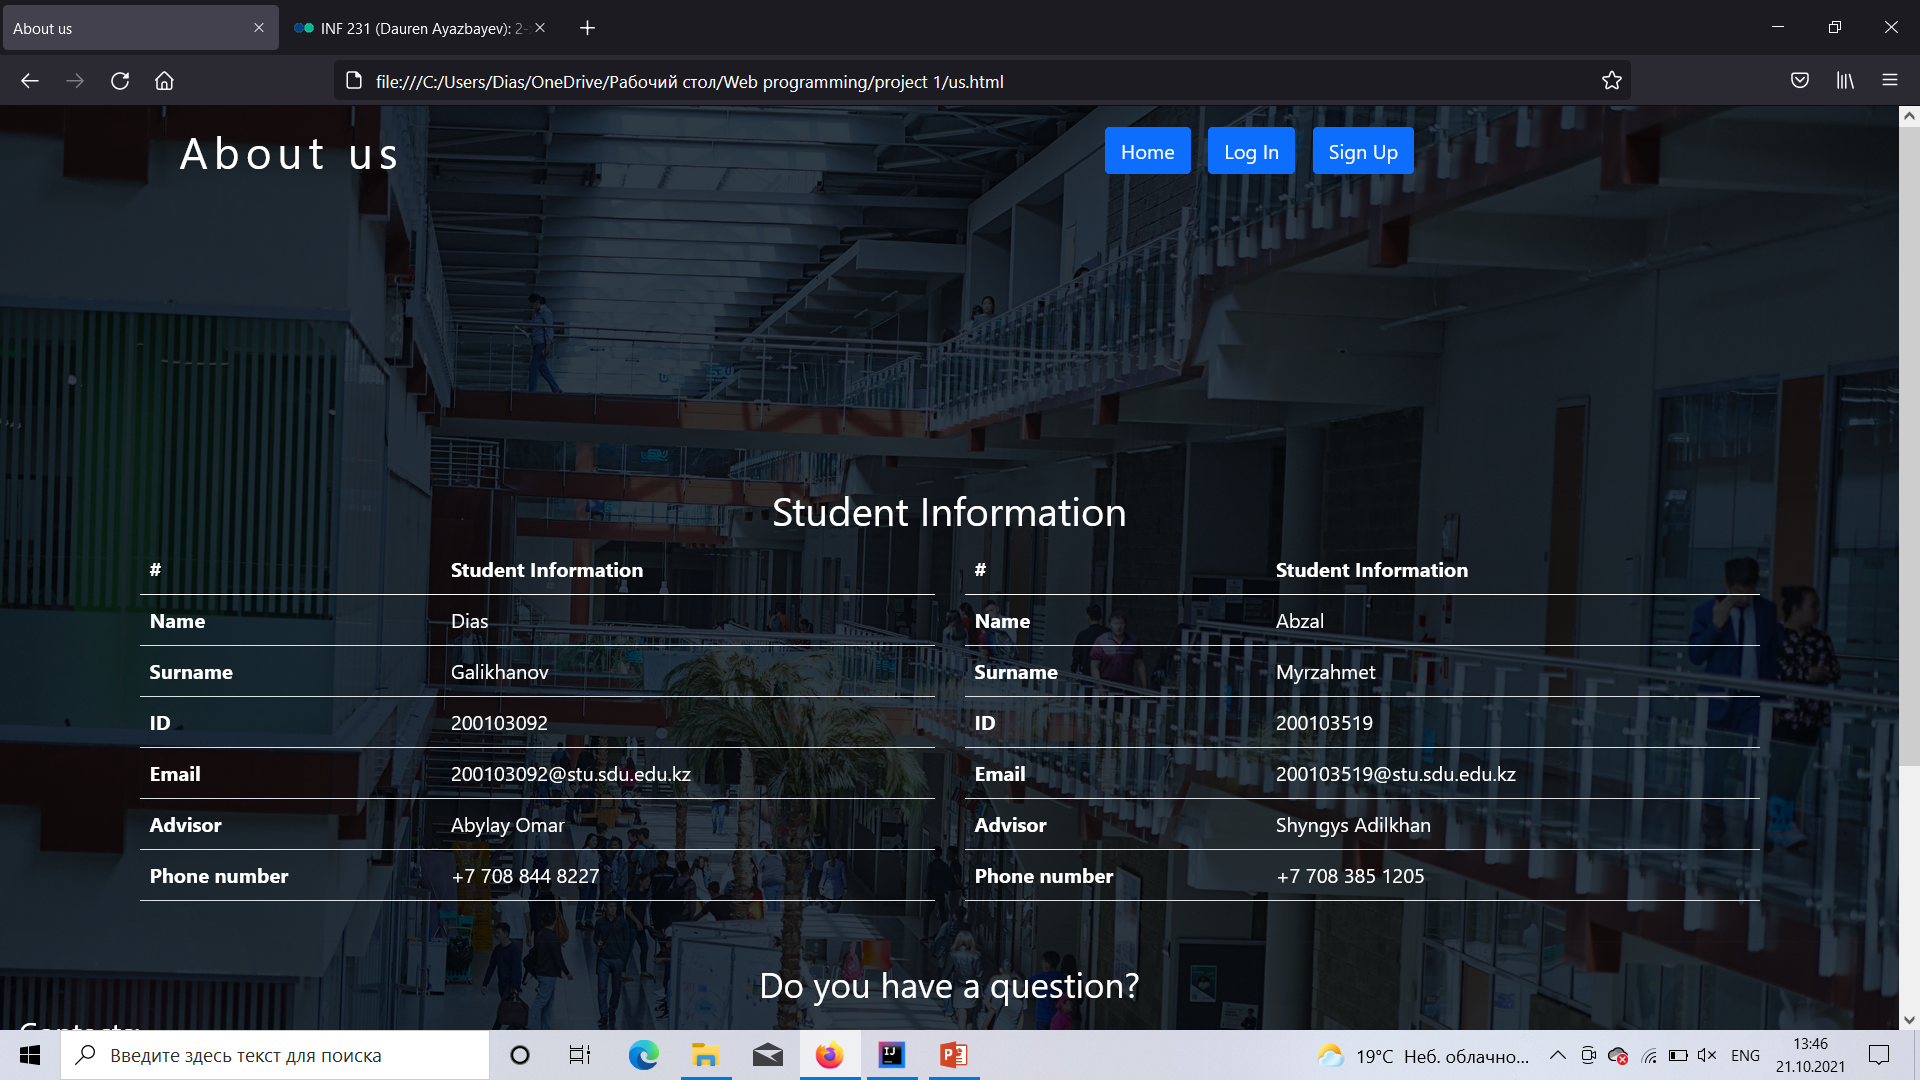 About us
INF 231 (Dauren Ayazbayev): 2-
file:///C:/Users/Dias/OneDrive/Рабочий стол/Web programming/project 1/us.html
About us
Home
Log In
Sign Up
Student Information
# Student Information
Name Dias
Surname Galikhanov
ID 200103092
Email 200103092@stu.sdu.edu.kz
Advisor Abylay Omar
Phone number +7 708 844 8227
# Student Information
Name Abzal
Surname Myrzahmet
ID 200103519
Email 200103519@stu.sdu.edu.kz
Advisor Shyngys Adilkhan
Phone number +7 708 385 1205
Do you have a question?
Contacts:
Введите здесь текст для поиска
19°C Неб. облачно...
ENG
13:46
21.10.2021